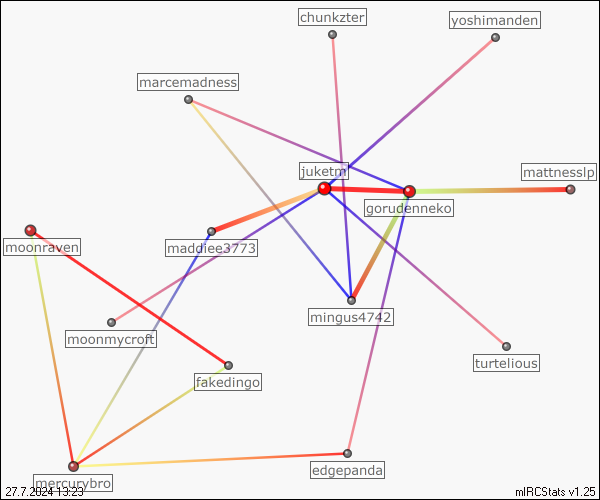 chunkzter
yoshimanden
marcemadness
juketm
mattnesslp
gorudenneko
moonraven
maddiee3773
mingus4742
moonmycroft
turtelious
fakedingo
edgepanda
mercurybro
27.7.2024 13:23
mIRCStats v1.25